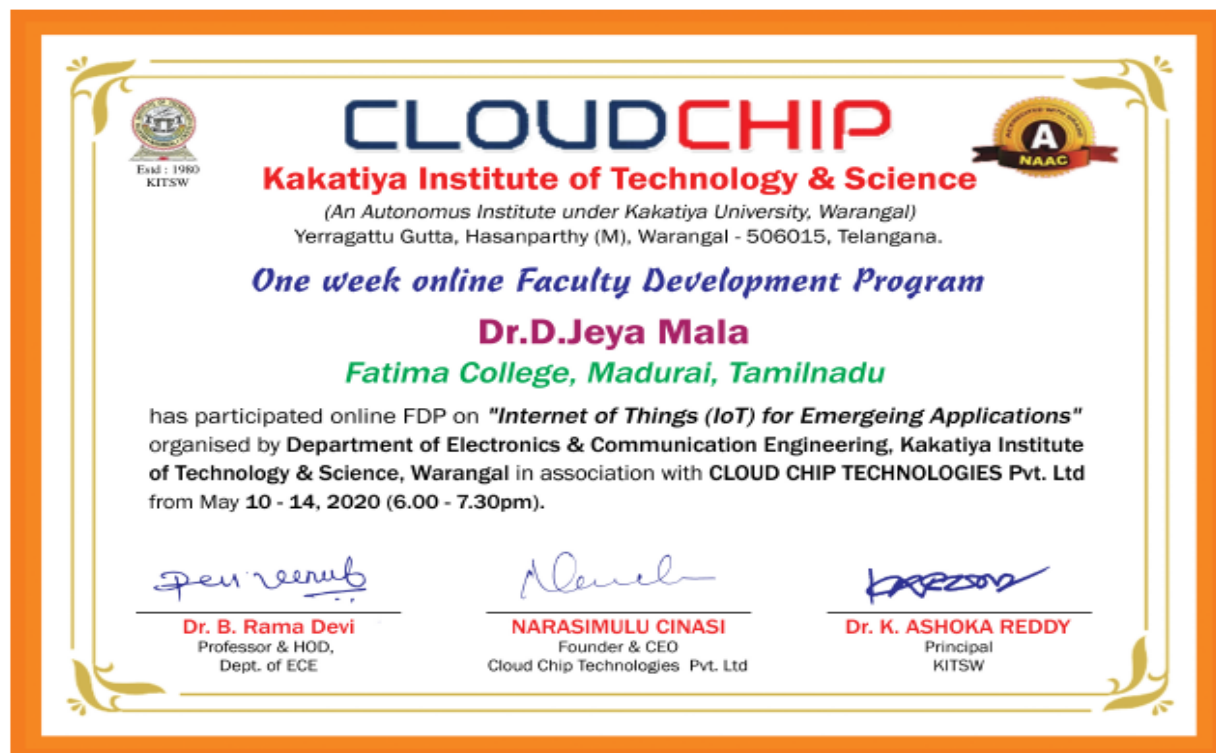 CLOUDCHIP
Estd : 1980
KITSW
A
NAAC
Kakatiya Institute of Technology & Science
(An Autonomus Institute under Kakatiya University, Warangal)
Yerragattu Gutta, Hasanparthy (M), Warangal - 506015, Telangana.
One week online Faculty Development Program
Dr.D.Jeya Mala
Fatima College, Madurai, Tamilnadu
has participated online FDP on "Internet of Things (IoT) for Emergeing Applications"
organised by Department of Electronics & Communication Engineering, Kakatiya Institute
of Technology & Science, Warangal in association with CLOUD CHIP TECHNOLOGIES Pvt. Ltd
from May 10 - 14, 2020 (6.00 - 7.30pm).
Dr. B. Rama Devi
Professor & HOD,
Dept. of ECE
NARASIMULU CINASI
Founder & CEO
Cloud Chip Technologies Pvt. Ltd
Dr. K. ASHOKA REDDY
Principal
KITSW